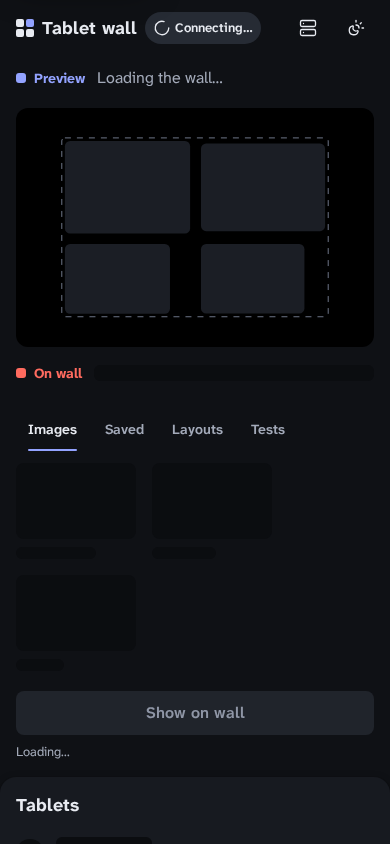 Tablet wall
Connecting...
Preview Loading the wall...
On wall
Images Saved Layouts Tests
Show on wall
Loading...
Tablets